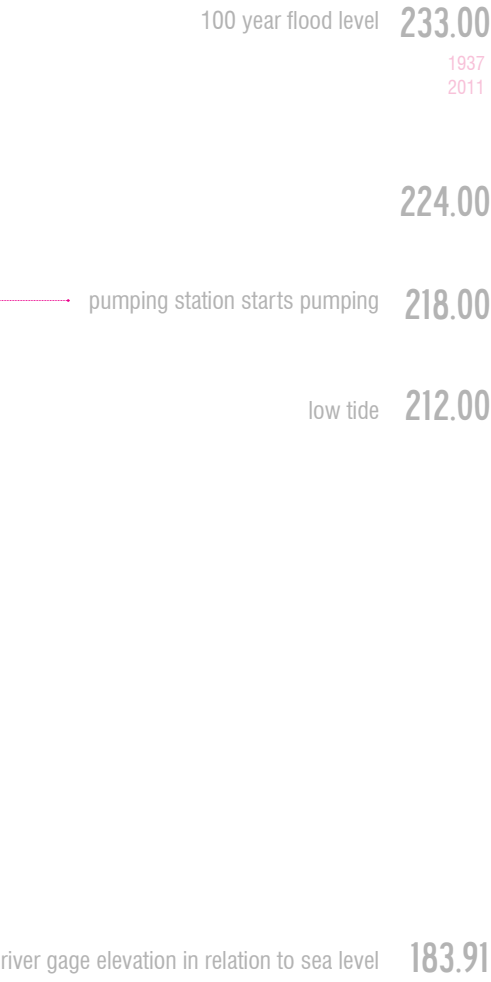 100 year flood level 233.00
1937
2011
224.00
pumping station starts pumping 218.00
low tide 212.00
river gage elevation in relation to sea level 183.91